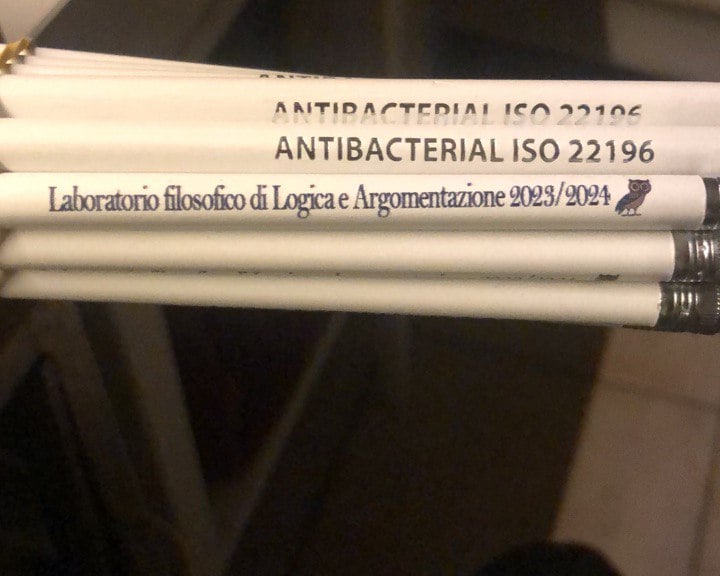 ANTIBACTERIAL ISO 22196
ANTIBACTERIAL ISO 22196
Laboratorio filosofico di Logica e Argomentazione 2023/2024